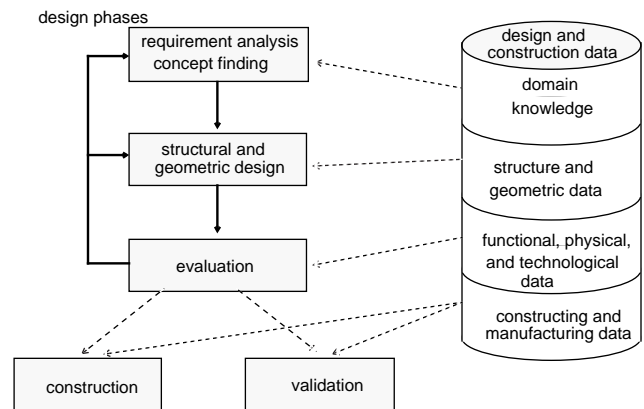 design phases
requirement analysis
concept finding
structural and
geometric design
evaluation
construction
validation
design and
construction data
domain
knowledge
structure and
geometric data
functional, physical,
and technological
data
constructing and
manufacturing data